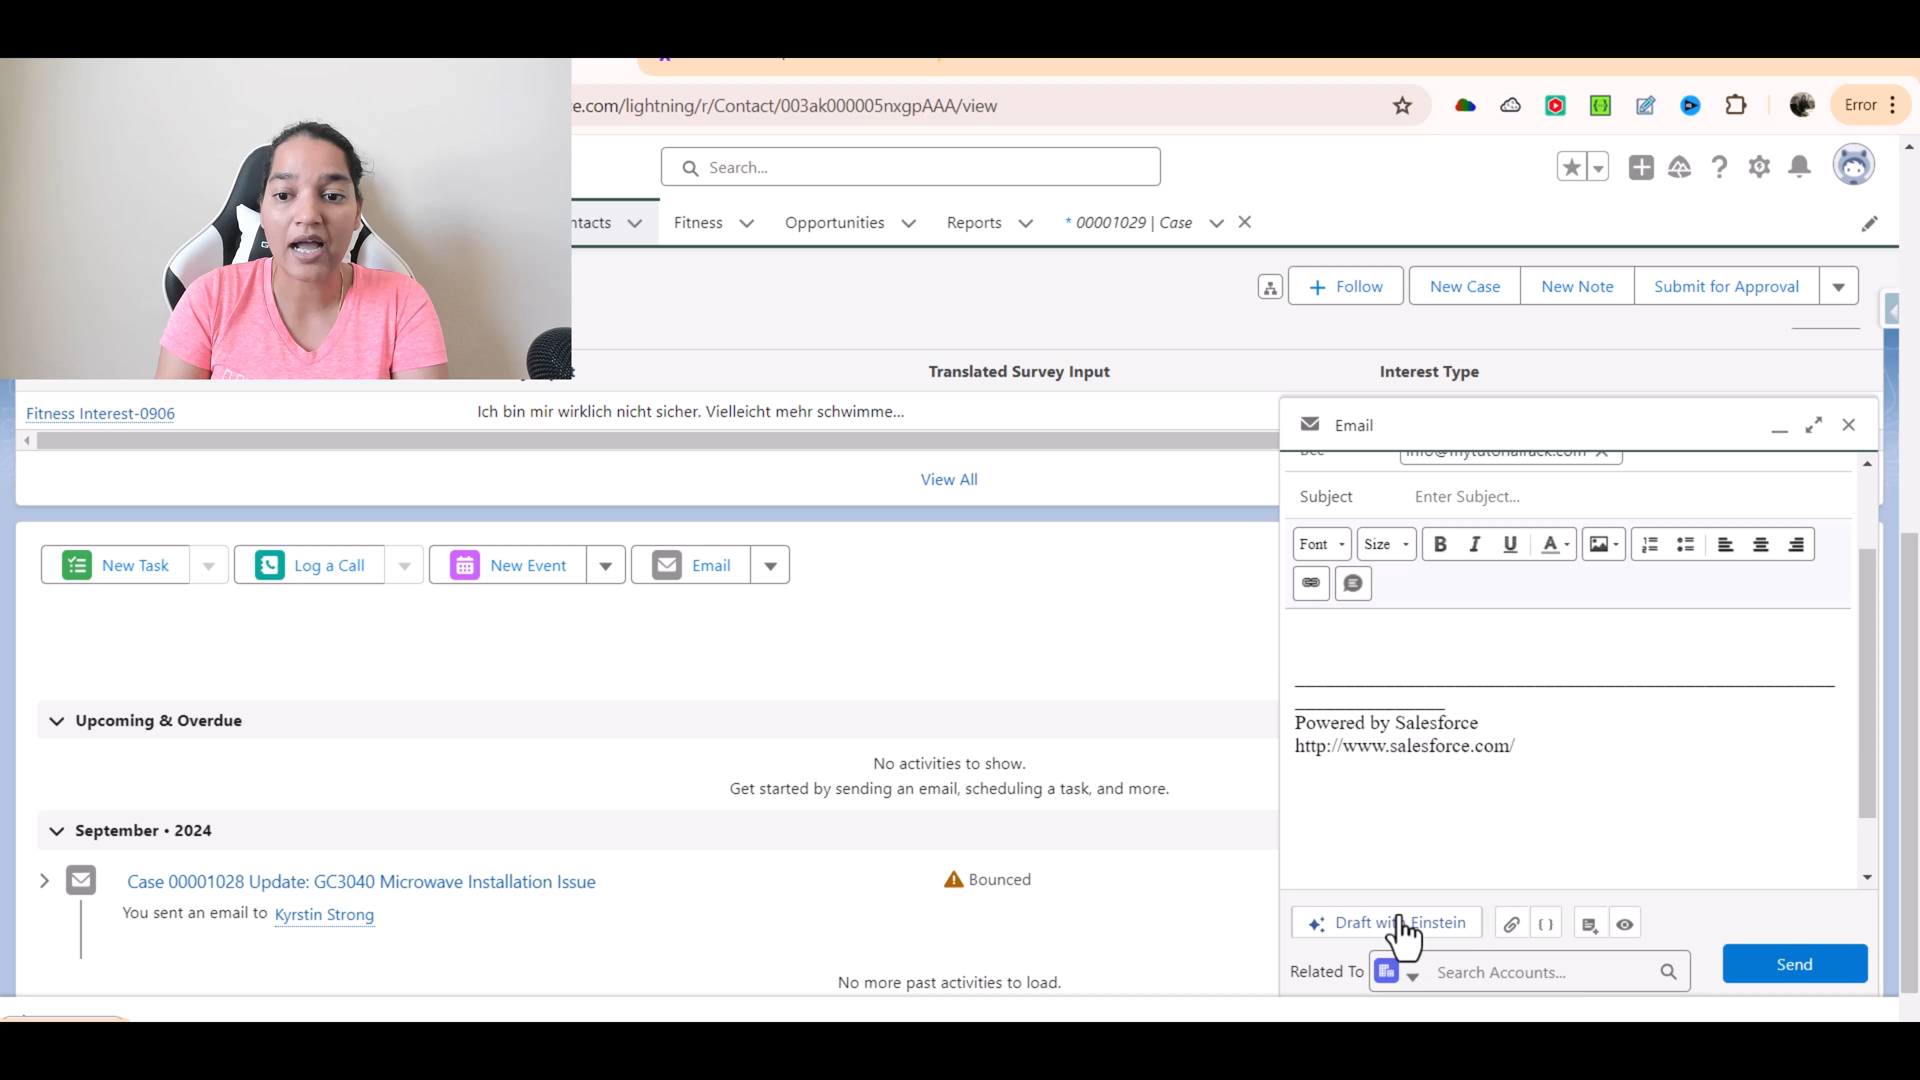 ce.com/lightning/r/Contact/003ak000005nxgpAAA/view
Error
Search...
ntacts
Fitness
Opportunities
Reports
* 00001029 | Case
Follow
New Case
New Note
Submit for Approval
Translated Survey Input
Interest Type
Fitness Interest-0906
Ich bin mir wirklich nicht sicher. Vielleicht mehr schwimme...
View All
New Task
Log a Call
New Event
Email
Upcoming & Overdue
No activities to show.
Get started by sending an email, scheduling a task, and more.
September • 2024
Case 00001028 Update: GC3040 Microwave Installation Issue
Bounced
You sent an email to Kyrstin Strong
No more past activities to load.
Email
Bcc
info@mytutorialrack.com
Subject
Enter Subject...
Font
Size
B I U A
Powered by Salesforce
http://www.salesforce.com/
Draft with Einstein
Related To
Search Accounts...
Send